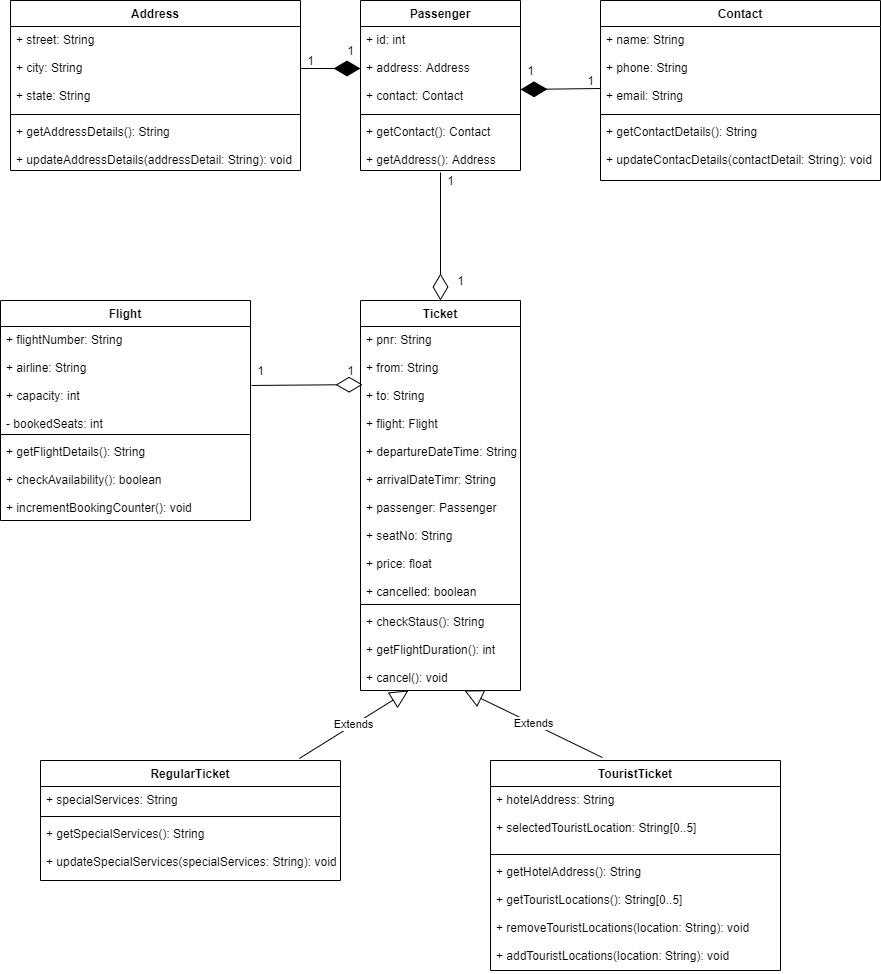 Address
+ street: String
+ city: String
+ state: String
+ getAddressDetails(): String
+ updateAddressDetails(addressDetail: String): void
1
1
Passenger
+ id: int
+ address: Address
+ contact: Contact
+ getContact(): Contact
+ getAddress(): Address
1
1
Contact
+ name: String
+ phone: String
+ email: String
+ getContactDetails(): String
+ updateContacDetails(contactDetail: String): void
1
1
Flight
+ flightNumber: String
+ airline: String
+ capacity: int
- bookedSeats: int
+ getFlightDetails(): String
+ checkAvailability(): boolean
+ incrementBookingCounter(): void
1
1
Ticket
+ pnr: String
+ from: String
+ to: String
+ flight: Flight
+ departureDateTime: String
+ arrivalDateTimr: String
+ passenger: Passenger
+ seatNo: String
+ price: float
+ cancelled: boolean
+ checkStaus(): String
+ getFlightDuration(): int
+ cancel(): void
Extends
Extends
RegularTicket
+ specialServices: String
+ getSpecialServices(): String
+ updateSpecialServices(specialServices: String): void
TouristTicket
+ hotelAddress: String
+ selectedTouristLocation: String[0..5]
+ getHotelAddress(): String
+ getTouristLocations(): String[0..5]
+ removeTouristLocations(location: String): void
+ addTouristLocations(location: String): void